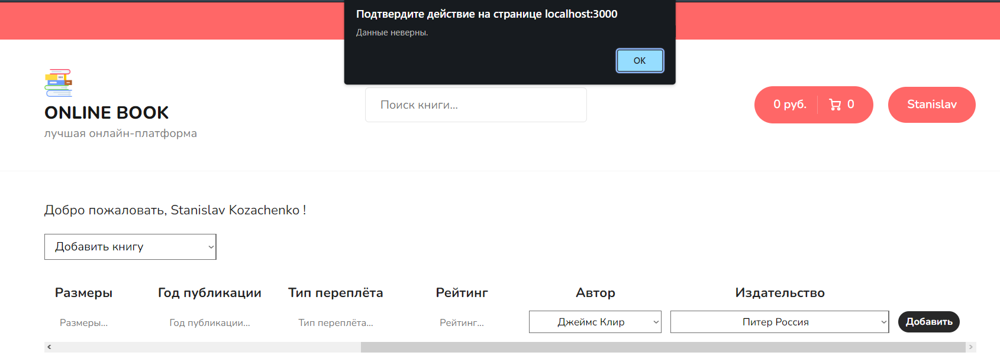 Подтвердите действие на странице localhost:3000
Данные неверны.
OK
ONLINE BOOK
лучшая онлайн-платформа
Поиск книги...
0 руб. 0
Stanislav
Добро пожаловать, Stanislav Kozachenko !
Добавить книгу
Размеры Год публикации Тип переплёта Рейтинг Автор Издательство
Размеры... Год публикации... Тип переплёта... Рейтинг... Джеймс Клир Питер Россия Добавить